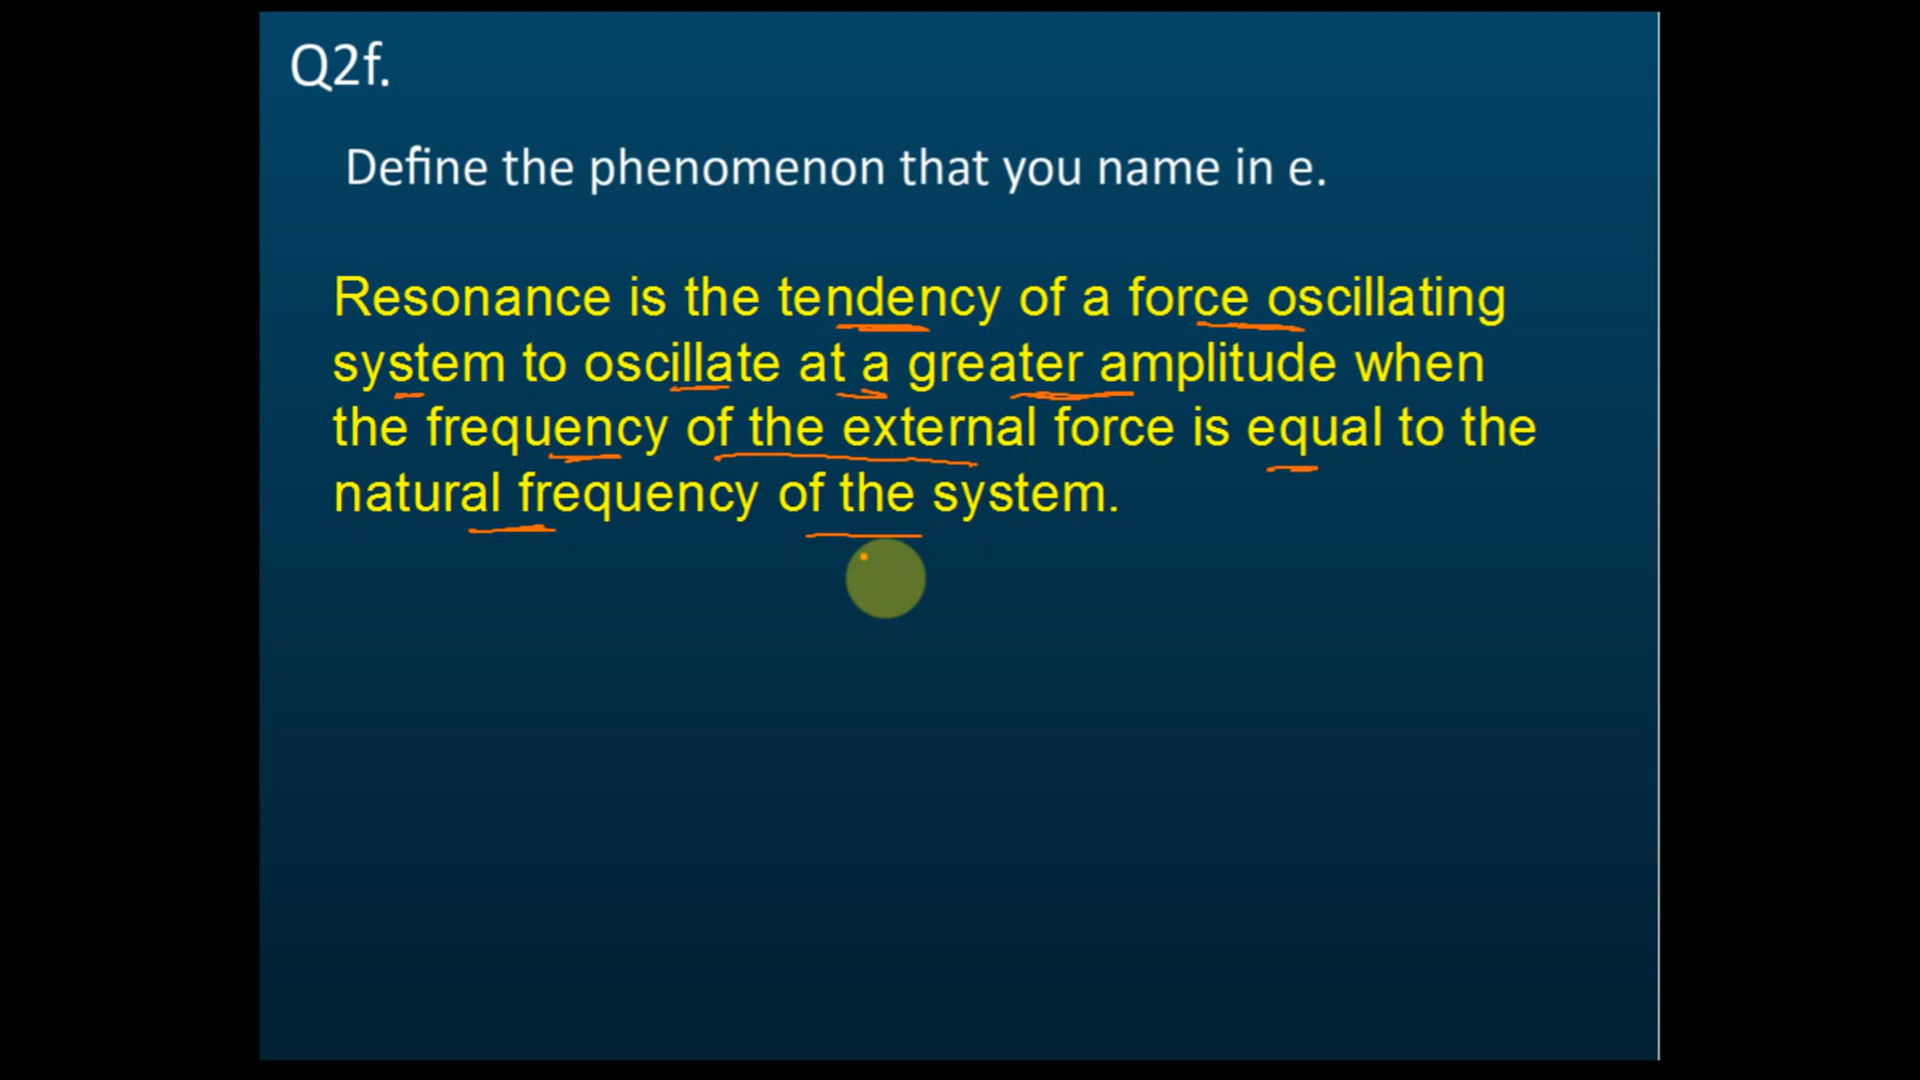 Q2f.
Define the phenomenon that you name in e.
Resonance is the tendency of a force oscillating
system to oscillate at a greater amplitude when
the frequency of the external force is equal to the
natural frequency of the system.